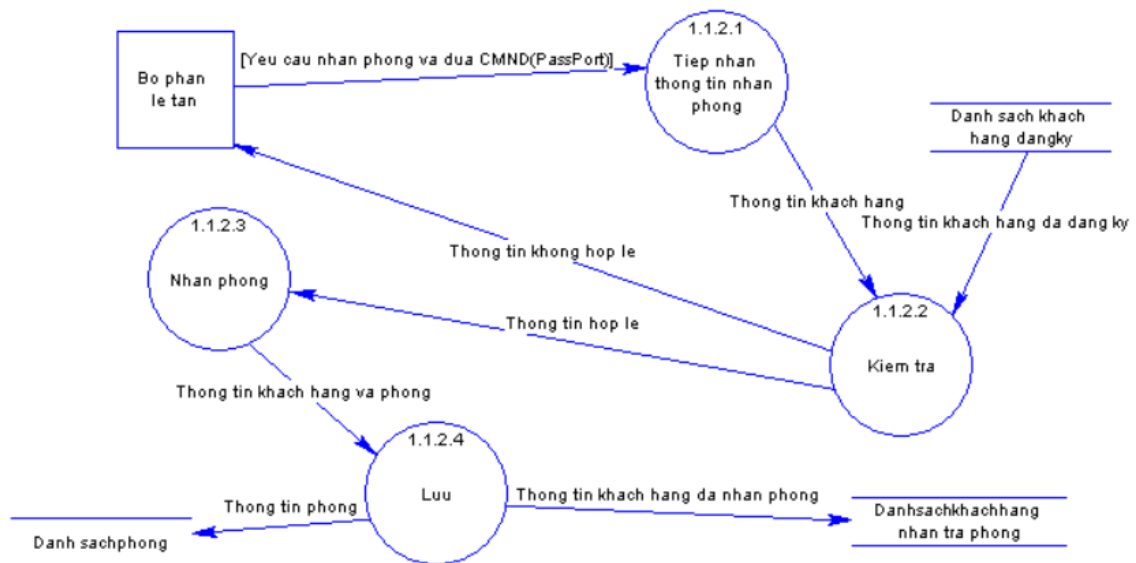 1.1.2.1
[Yeu cau nhan phong va dua CMND(PassPort)]
Tiep nhan
thong tin nhan
phong
Bo phan
le tan
Danh sach khach
hang dangky
Thong tin khach hang
Thong tin khach hang da dang ky
1.1.2.3
Nhan phong
Thong tin khong hop le
Thong tin hop le
1.1.2.2
Kiem tra
Thong tin khach hang va phong
1.1.2.4
Luu
Thong tin phong
Thong tin khach hang da nhan phong
Danh sachphong
Danhsachkhachhang
nhan tra phong